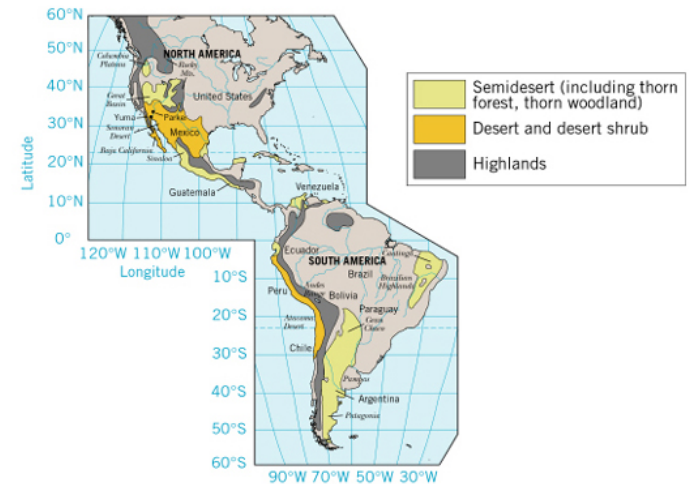 60°N
50°N
40°N
30°N
20°N
10°N
0°
Latitude
Columbia
Plateau
NORTH AMERICA
Rocky
Mts.
Great
Basin
United States
Yuma
Parker
Sonoran
Desert
Mexico
Baja California
Sinaloa
Guatemala
Venezuela
120°W 110°W 100°W
Longitude
10°S
20°S
30°S
40°S
50°S
60°S
Ecuador
SOUTH AMERICA
Caatinga
Brazil
Brazilian
Highlands
Peru
Andes
Bolivia
Paraguay
Gran
Chaco
Atacama
Desert
Chile
Pampas
Argentina
Patagonia
90°W 70°W 50°W 30°W
Semidesert (including thorn
forest, thorn woodland)
Desert and desert shrub
Highlands